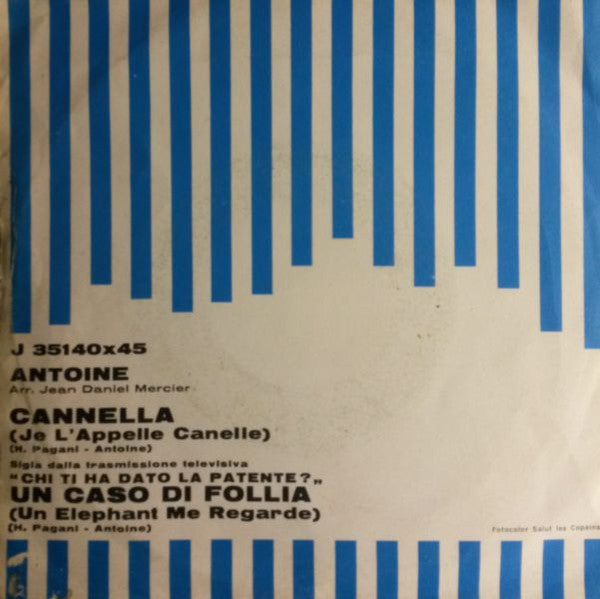 J 35140x45
ANTOINE
Arr. Jean Daniel Mercier
CANNELLA
(Je L'Appelle Canelle)
(H. Pagani - Antoine)
Sigla dalla trasmissione televisiva
"CHI TI HA DATO LA PATENTE?„
UN CASO DI FOLLIA
(Un Elephant Me Regarde)
(H. Pagani - Antoine)
Fotocolor Salut les Copains